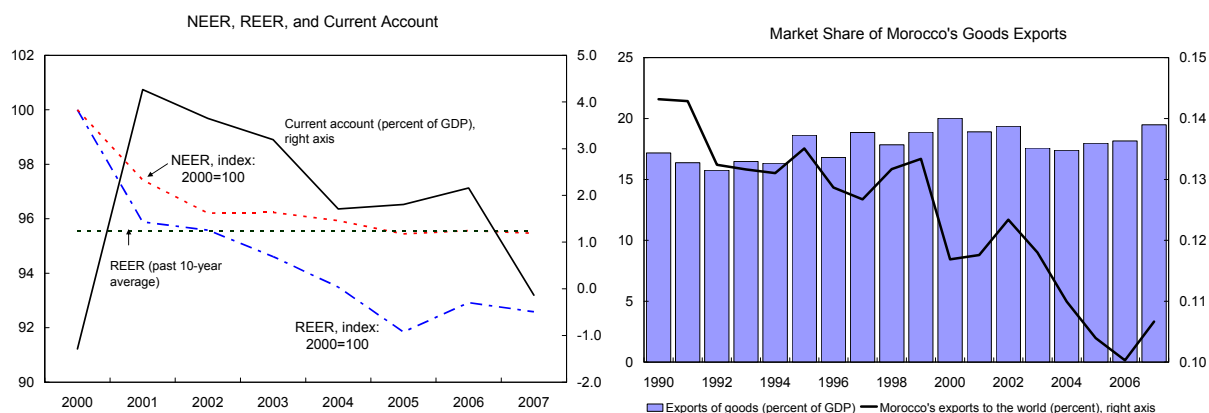 NEER, REER, and Current Account
102
100
98
96
94
92
90
5.0
4.0
3.0
2.0
1.0
0.0
-1.0
-2.0
Current account (percent of GDP),
right axis
NEER, index:
2000=100
REER (past 10-year
average)
REER, index:
2000=100
2000 2001 2002 2003 2004 2005 2006 2007
Market Share of Morocco's Goods Exports
25
20
15
10
5
0
0.15
0.14
0.13
0.12
0.11
0.10
1990 1992 1994 1996 1998 2000 2002 2004 2006
Exports of goods (percent of GDP) Morocco's exports to the world (percent), right axis